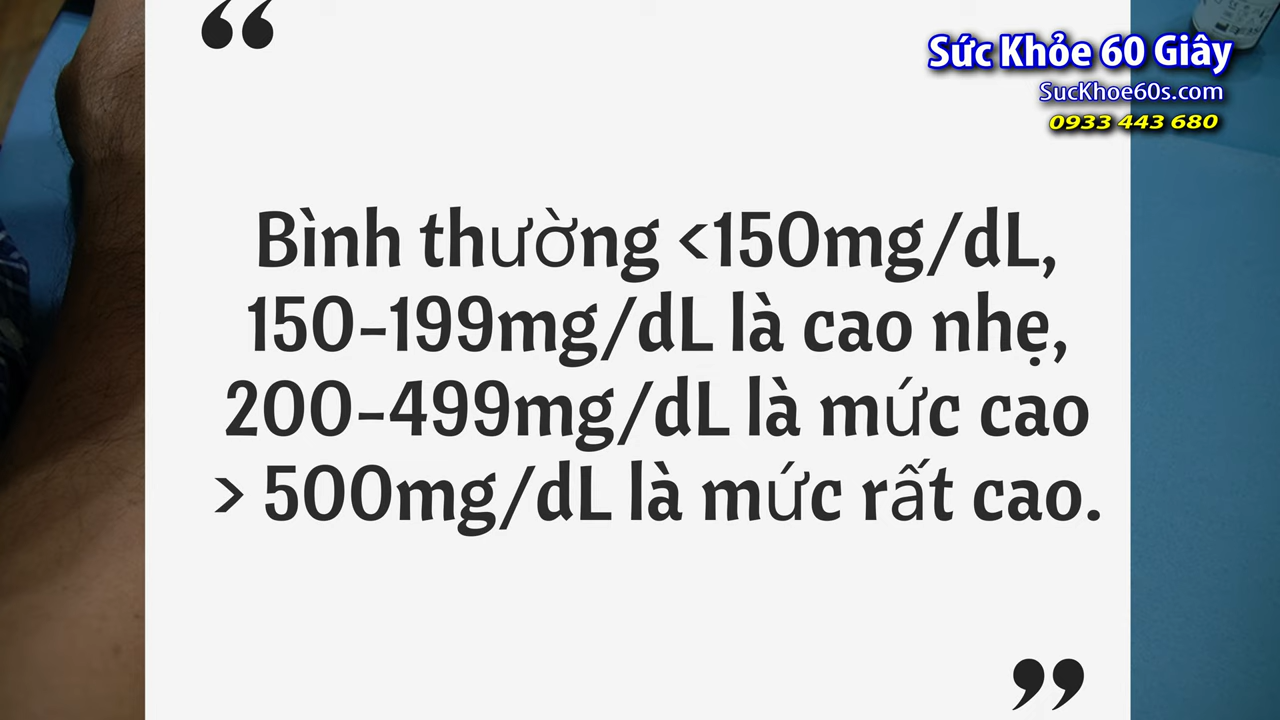 “
Sức Khỏe 60 Giây
SucKhoe60s.com
0933 443 680
Bình thường <150mg/dL,
150-199mg/dL là cao nhẹ,
200-499mg/dL là mức cao
> 500mg/dL là mức rất cao.
”